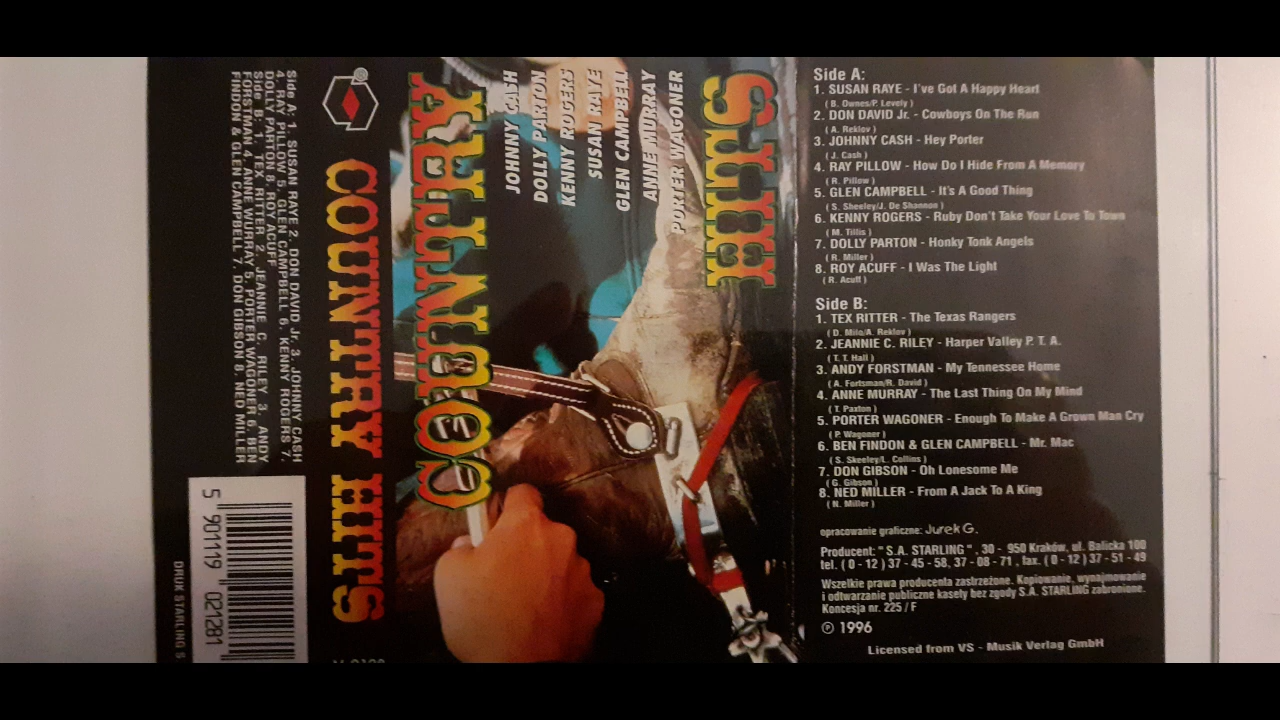 Side A:
1. SUSAN RAYE - I've Got A Happy Heart
( B. Ownes/P. Levely )
2. DON DAVID Jr. - Cowboys On The Run
( A. Reklov )
3. JOHNNY CASH - Hey Porter
( J. Cash )
4. RAY PILLOW - How Do I Hide From A Memory
( R. Pillow )
5. GLEN CAMPBELL - It's A Good Thing
( S. Sheeley/J. De Shannon )
6. KENNY ROGERS - Ruby Don't Take Your Love To Town
( M. Tillis )
7. DOLLY PARTON - Honky Tonk Angels
( R. Miller )
8. ROY ACUFF - I Was The Light
( R. Acuff )
Side B:
1. TEX RITTER - The Texas Rangers
( D. Milo/A. Reklov )
2. JEANNIE C. RILEY - Harper Valley P. T. A.
( T. T. Hall )
3. ANDY FORSTMAN - My Tennessee Home
( A. Fortsman/R. David )
4. ANNE MURRAY - The Last Thing On My Mind
( T. Paxton )
5. PORTER WAGONER - Enough To Make A Grown Man Cry
( P. Wagoner )
6. BEN FINDON & GLEN CAMPBELL - Mr. Mac
( S. Skeeley/L. Collins )
7. DON GIBSON - Oh Lonesome Me
( G. Gibson )
8. NED MILLER - From A Jack To A King
( N. Miller )
opracowanie graficzne: Jurek G.
Producent: " S.A. STARLING " , 30 - 950 Kraków, ul. Balicka 100
tel. ( 0 - 12 ) 37 - 45 - 58, 37 - 08 - 71 , fax. ( 0 - 12 ) 37 - 51 - 49
Wszelkie prawa producenta zastrzeżone. Kopiowanie, wynajmowanie
i odtwarzanie publiczne kasety bez zgody S.A. STARLING zabronione.
Koncesja nr. 225 / F
℗ 1996
Licensed from VS - Musik Verlag GmbH
COUNTRY HITS
JOHNNY CASH
DOLLY PARTON
KENNY ROGERS
SUSAN RAYE
GLEN CAMPBELL
ANNE MURRAY
PORTER WAGONER
COUNTRY HITS
Side A: 1. SUSAN RAYE 2. DON DAVID Jr. 3. JOHNNY CASH
4. RAY PILLOW 5. GLEN CAMPBELL 6. KENNY ROGERS 7.
DOLLY PARTON 8. ROY ACUFF
Side B: 1. TEX RITTER 2. JEANNIE C. RILEY 3. ANDY
FORSTMAN 4. ANNE MURRAY 5. PORTER WAGONER 6. BEN
FINDON & GLEN CAMPBELL 7. DON GIBSON 8. NED MILLER
5 901119 021281
DRUK STARLING S